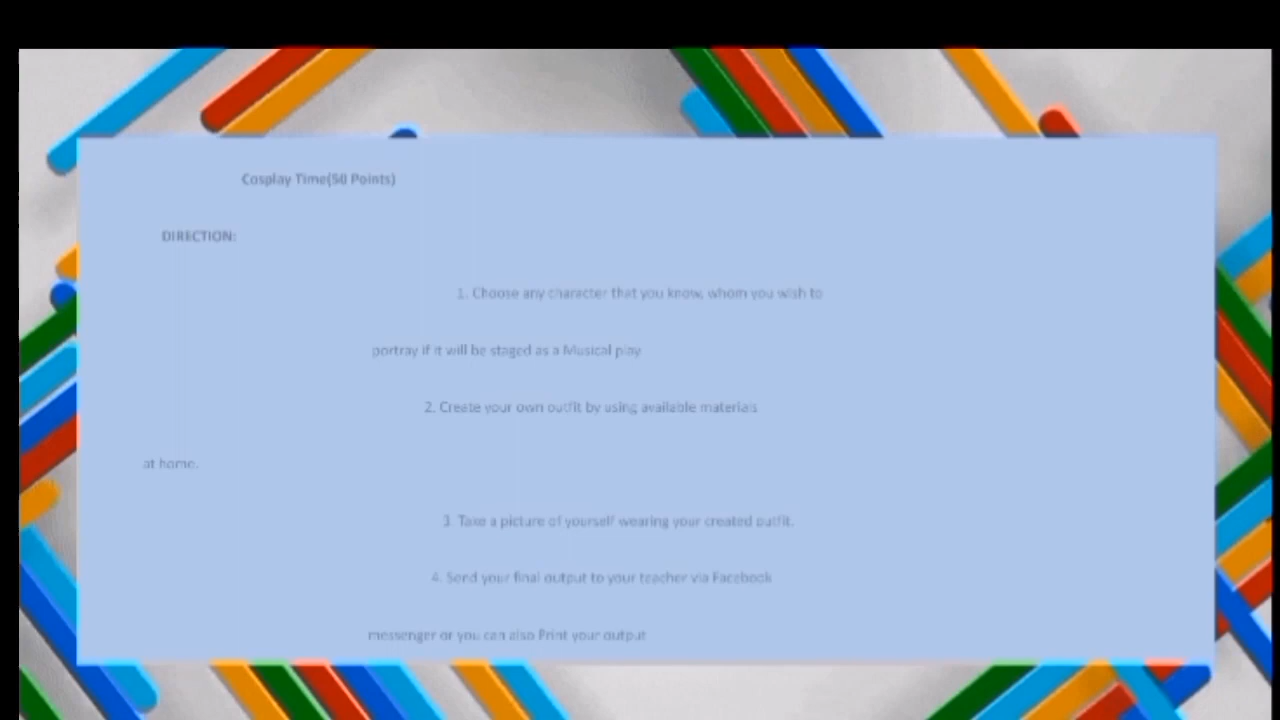 Cosplay Time(50 Points)
DIRECTION:
1. Choose any character that you know, whom you wish to
portray if it will be staged as a Musical play
2. Create your own outfit by using available materials
at home.
3 Take a picture of yourself wearing your created outfit.
4. Send your final output to your teacher via Facebook
messenger or you can also Print your output